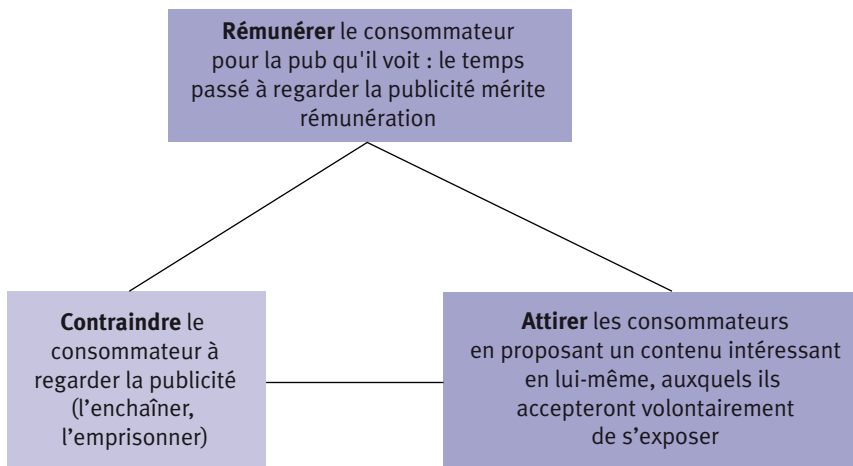 Rémunérer le consommateur
pour la pub qu'il voit : le temps
passé à regarder la publicité mérite
rémunération
Contraindre le
consommateur à
regarder la publicité
(l’enchaîner,
l’emprisonner)
Attirer les consommateurs
en proposant un contenu intéressant
en lui-même, auxquels ils
accepteront volontairement
de s’exposer